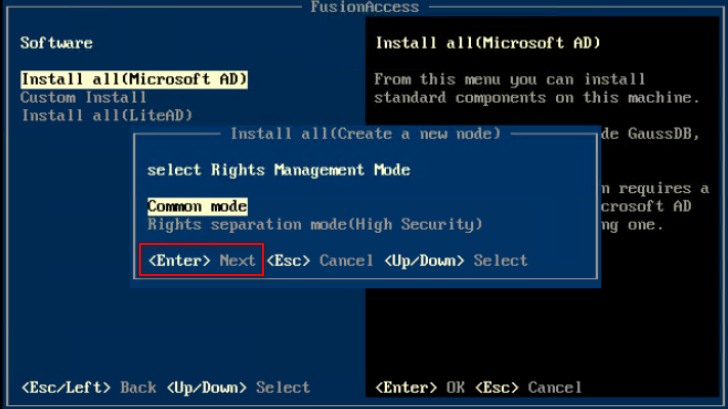 FusionAccess
Software
Install all(Microsoft AD)
Custom Install
Install all(LiteAD)
Install all(Microsoft AD)
From this menu you can install
standard components on this machine.
de GaussDB,
n requires a
crosoft AD
ng one.
Install all(Create a new node)
select Rights Management Mode
Common mode
Rights separation mode(High Security)
<Enter> Next <Esc> Cancel <Up/Down> Select
<Esc/Left> Back <Up/Down> Select
<Enter> OK <Esc> Cancel